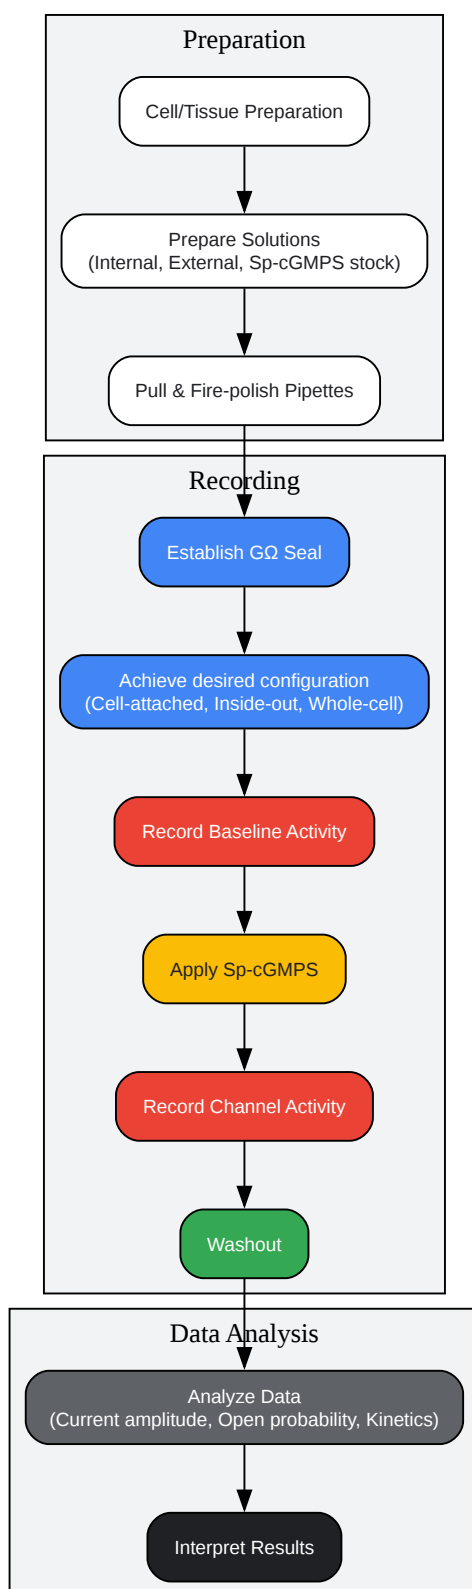 Preparation
Cell/Tissue Preparation
Prepare Solutions
(Internal, External, Sp-cGMPS stock)
Pull & Fire-polish Pipettes
Recording
Establish GΩ Seal
Achieve desired configuration
(Cell-attached, Inside-out, Whole-cell)
Record Baseline Activity
Apply Sp-cGMPS
Record Channel Activity
Washout
Data Analysis
Analyze Data
(Current amplitude, Open probability, Kinetics)
Interpret Results